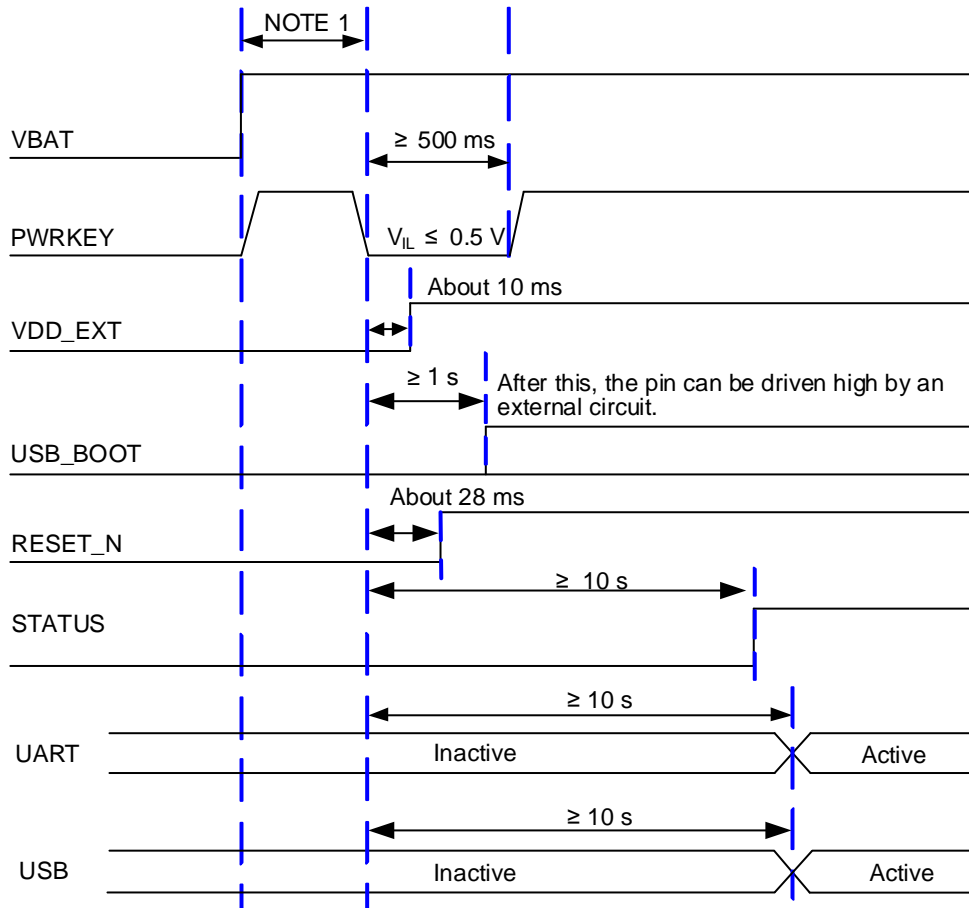 NOTE 1
VBAT
≥ 500 ms
PWRKEY
VIL ≤ 0.5 V
About 10 ms
VDD_EXT
≥ 1 s
After this, the pin can be driven high by an
external circuit.
USB_BOOT
About 28 ms
RESET_N
≥ 10 s
STATUS
≥ 10 s
UART
Inactive
Active
≥ 10 s
USB
Inactive
Active